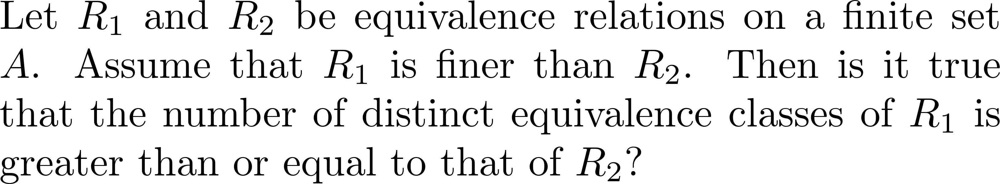 Let $R_1$ and $R_2$ be equivalence relations on a finite set
$A$. Assume that $R_1$ is finer than $R_2$. Then is it true
that the number of distinct equivalence classes of $R_1$ is
greater than or equal to that of $R_2$?